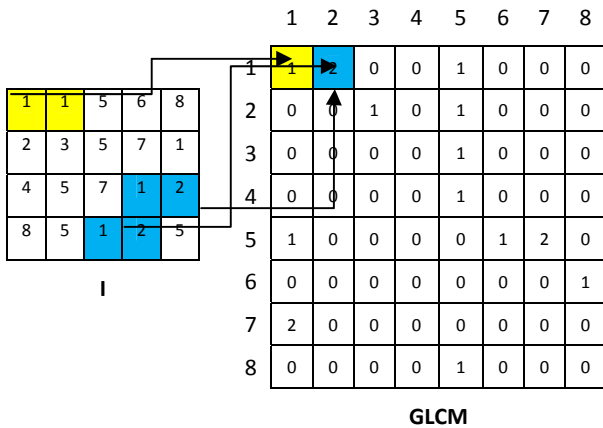 1 2 3 4 5 6 7 8
1 1 2 0 0 1 0 0 0
2 0 0 1 0 1 0 0 0
3 0 0 0 0 1 0 0 0
4 0 0 0 0 1 0 0 0
5 1 0 0 0 0 1 2 0
6 0 0 0 0 0 0 0 1
7 2 0 0 0 0 0 0 0
8 0 0 0 0 1 0 0 0
GLCM
1 1 5 6 8
2 3 5 7 1
4 5 7 1 2
8 5 1 2 5
I